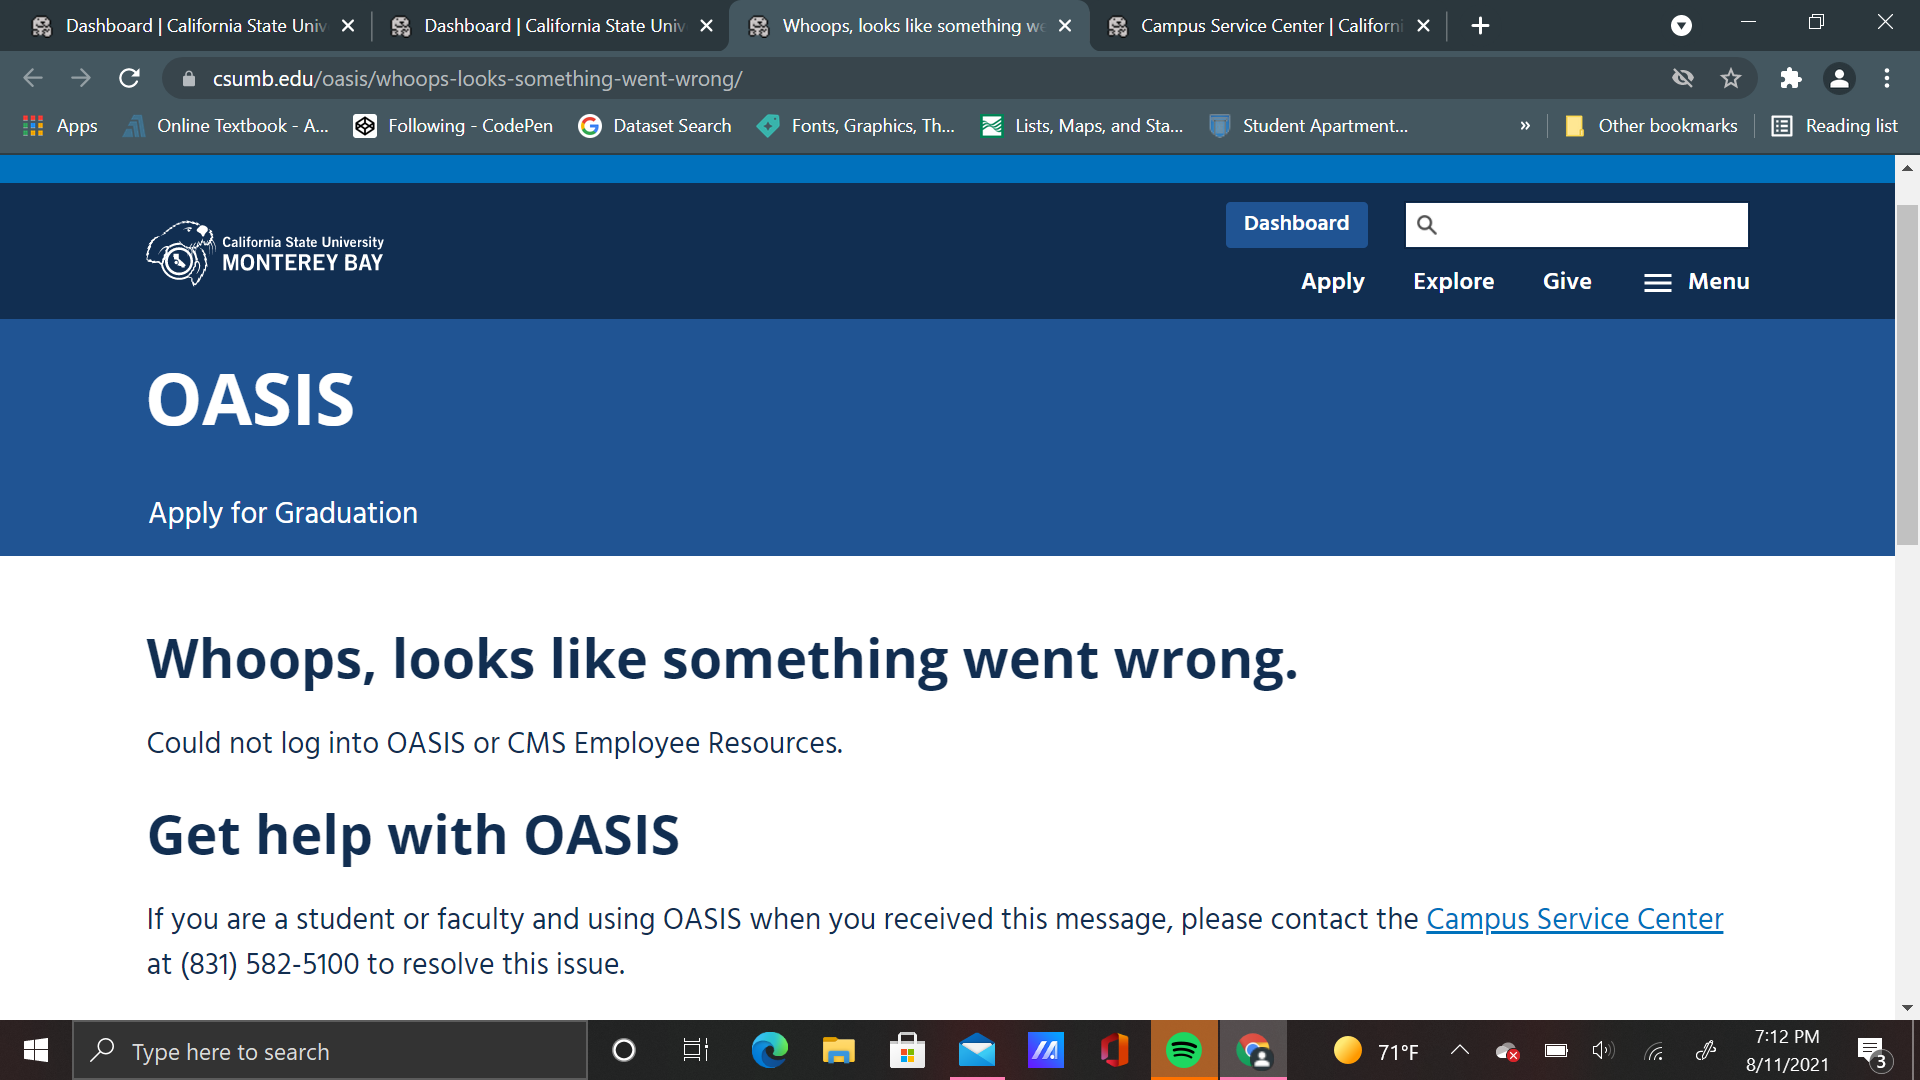 Dashboard | California State Univ
Dashboard | California State Univ
Whoops, looks like something we
Campus Service Center | Californi
csumb.edu/oasis/whoops-looks-something-went-wrong/
Apps
Online Textbook - A...
Following - CodePen
Dataset Search
Fonts, Graphics, Th...
Lists, Maps, and Sta...
Student Apartment...
»
Other bookmarks
Reading list
California State University
MONTEREY BAY
Dashboard
Apply
Explore
Give
Menu
OASIS
Apply for Graduation
Whoops, looks like something went wrong.
Could not log into OASIS or CMS Employee Resources.
Get help with OASIS
If you are a student or faculty and using OASIS when you received this message, please contact the Campus Service Center
at (831) 582-5100 to resolve this issue.
Type here to search
71°F
7:12 PM
8/11/2021
3